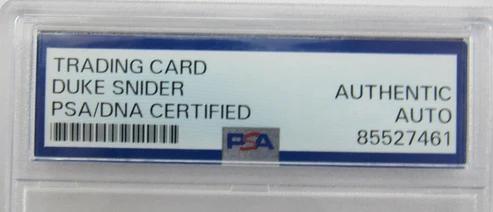 TRADING CARD
DUKE SNIDER
PSA/DNA CERTIFIED
AUTHENTIC
AUTO
85527461
PSA